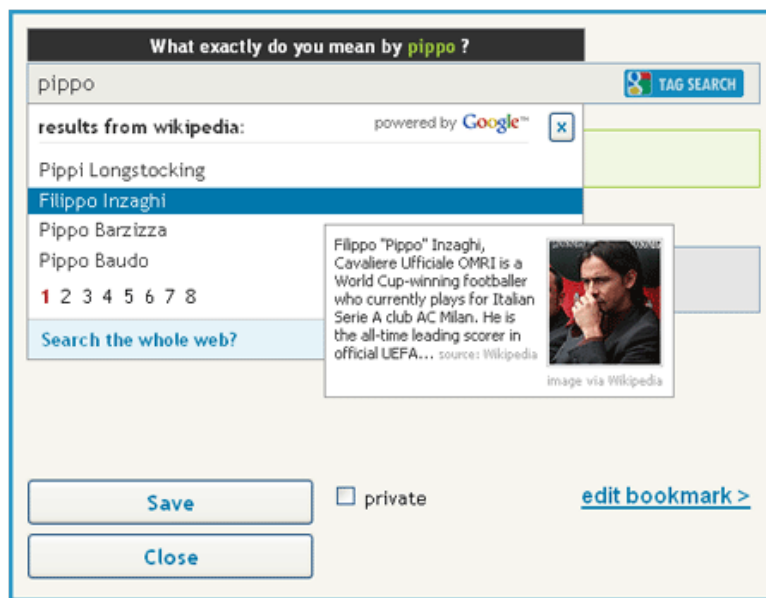 What exactly do you mean by pippo ?
pippo
TAG SEARCH
results from wikipedia:
powered by Google™
x
Pippi Longstocking
Filippo Inzaghi
Pippo Barzizza
Pippo Baudo
1 2 3 4 5 6 7 8
Search the whole web?
Filippo "Pippo" Inzaghi,
Cavaliere Ufficiale OMRI is a
World Cup-winning footballer
who currently plays for Italian
Serie A club AC Milan. He is
the all-time leading scorer in
official UEFA... source: Wikipedia
image via Wikipedia
Save
private
edit bookmark >
Close